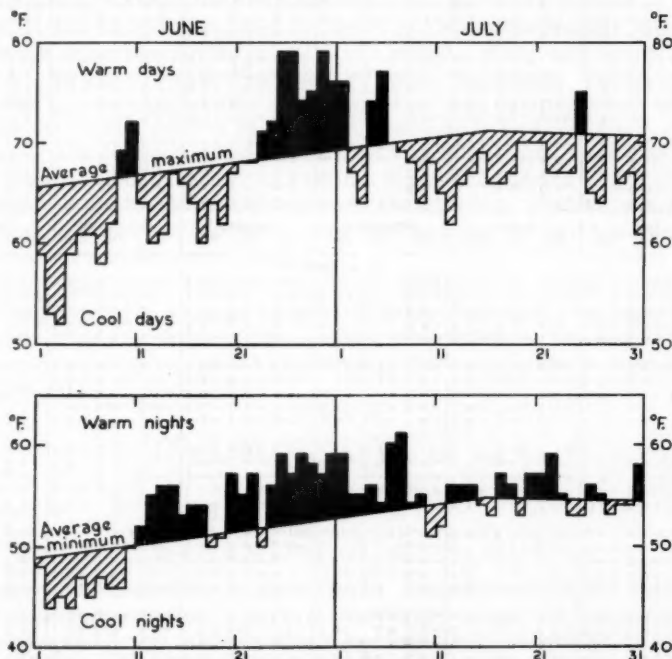 °F. JUNE JULY °F.
80 80
Warm days
70 70
Average maximum
60 60
Cool days
50 50
1 11 21 1 11 21 31
°F. Warm nights °F.
60 60
Average
minimum
50 50
Cool nights
40 40
1 11 21 1 11 21 31